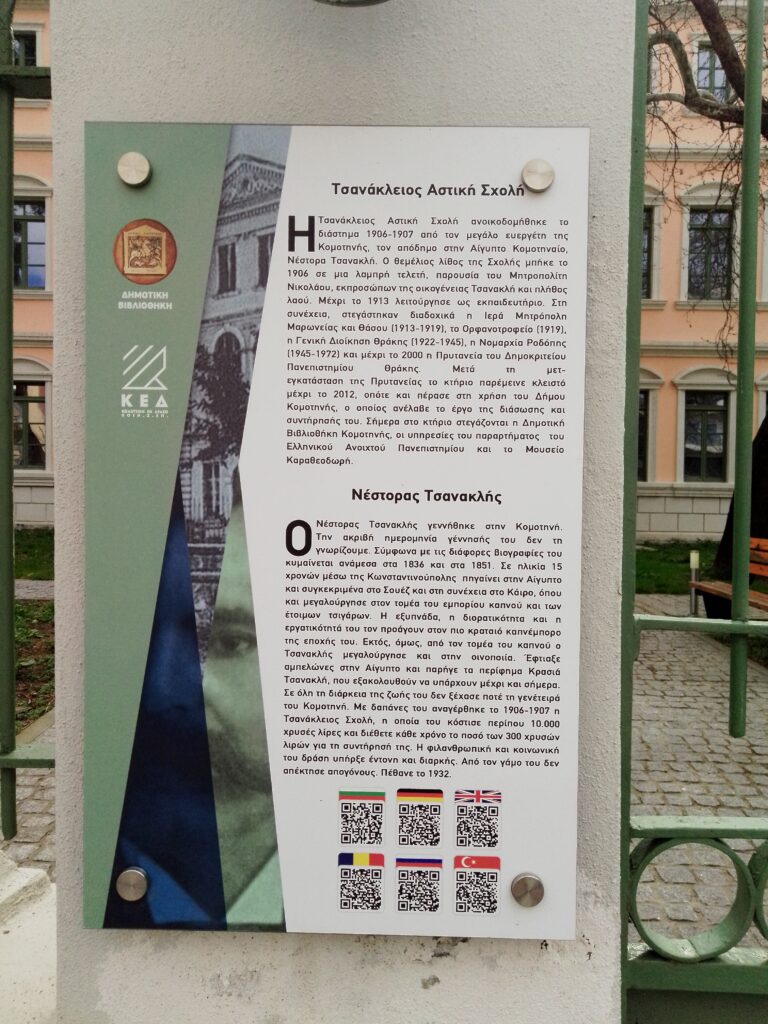 Τσανάκλειος Αστική Σχολή
Η Τσανάκλειος Αστική Σχολή ανοικοδομήθηκε το
διάστημα 1906-1907 από τον μεγάλο ευεργέτη της
Κομοτηνής, τον απόδημο στην Αίγυπτο Κομοτηναίο,
Νέστορα Τσανακλή. Ο θεμέλιος λίθος της Σχολής μπήκε το
1906 σε μια λαμπρή τελετή, παρουσία του Μητροπολίτη
Νικολάου, εκπροσώπων της οικογένειας Τσανακλή και πλήθος
λαού. Μέχρι το 1913 λειτούργησε ως εκπαιδευτήριο. Στη
συνέχεια, στεγάστηκαν διαδοχικά η Ιερά Μητρόπολη
Μαρωνείας και Θάσου (1913-1919), το Ορφανοτροφείο (1919),
η Γενική Διοίκηση Θράκης (1922-1945), η Νομαρχία Ροδόπης
(1945-1972) και μέχρι το 2000 η Πρυτανεία του Δημοκριτείου
Πανεπιστημίου Θράκης. Μετά τη μετ-
εγκατάσταση της Πρυτανείας το κτήριο παρέμεινε κλειστό
μέχρι το 2012, οπότε και πέρασε στη χρήση του Δήμου
Κομοτηνής, ο οποίος ανέλαβε το έργο της διάσωσης και
συντήρησής του. Σήμερα στο κτήριο στεγάζονται η Δημοτική
Βιβλιοθήκη Κομοτηνής, οι υπηρεσίες του παραρτήματος του
Ελληνικού Ανοιχτού Πανεπιστημίου και το Μουσείο
Καραθεοδωρή.
Νέστορας Τσανακλής
Ο Νέστορας Τσανακλής γεννήθηκε στην Κομοτηνή.
Την ακριβή ημερομηνία γέννησής του δεν τη
γνωρίζουμε. Σύμφωνα με τις διάφορες βιογραφίες του
κυμαίνεται ανάμεσα στα 1836 και στα 1851. Σε ηλικία 15
χρονών μέσω της Κωνσταντινούπολης πηγαίνει στην Αίγυπτο
και συγκεκριμένα στο Σουέζ και στη συνέχεια στο Κάιρο, όπου
και μεγαλούργησε στον τομέα του εμπορίου καπνού και των
έτοιμων τσιγάρων. Η εξυπνάδα, η διορατικότητα και η
εργατικότητά του τον προάγουν στον πιο κραταιό καπνέμπορο
της εποχής του. Εκτός, όμως, από τον τομέα του καπνού ο
Τσανακλής μεγαλούργησε και στην οινοποιία. Έφτιαξε
αμπελώνες στην Αίγυπτο και παρήγε τα περίφημα Κρασιά
Τσανακλή, που εξακολουθούν να υπάρχουν μέχρι και σήμερα.
Σε όλη τη διάρκεια της ζωής του δεν ξέχασε ποτέ τη γενέτειρά
του Κομοτηνή. Με δαπάνες του αναγέρθηκε το 1906-1907 η
Τσανάκλειος Σχολή, η οποία του κόστισε περίπου 10.000
χρυσές λίρες και διέθετε κάθε χρόνο το ποσό των 300 χρυσών
λιρών για τη συντήρησή της. Η φιλανθρωπική και κοινωνική
του δράση υπήρξε έντονη και διαρκής. Από τον γάμο του δεν
απέκτησε απογόνους. Πέθανε το 1932.
ΔΗΜΟΤΙΚΗ
ΒΙΒΛΙΟΘΗΚΗ
ΚΕΔ